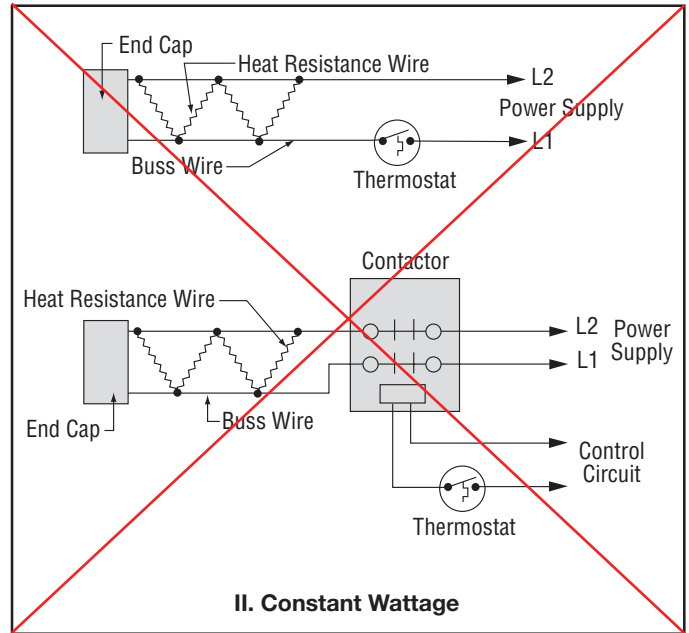 End Cap
Heat Resistance Wire
L2
Power Supply
L1
Buss Wire
Thermostat
Contactor
Heat Resistance Wire
L2
Power
Supply
L1
End Cap
Buss Wire
Control
Circuit
Thermostat
II. Constant Wattage